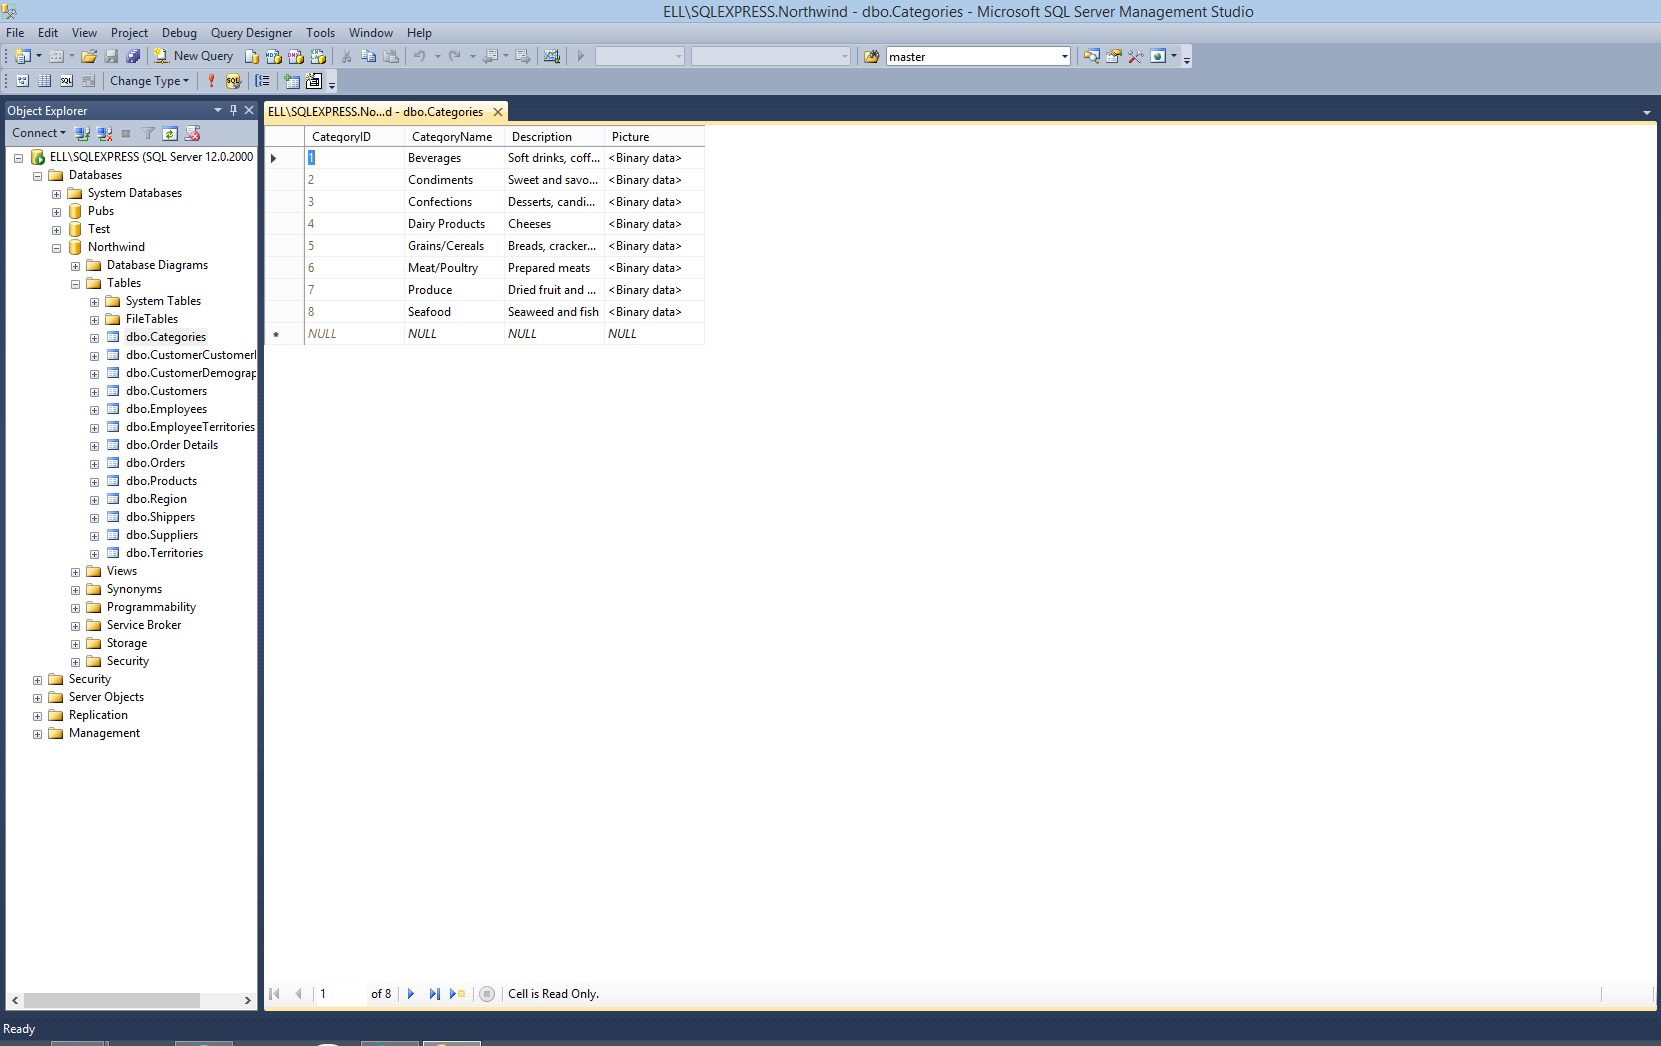 ELL\SQLEXPRESS.Northwind - dbo.Categories - Microsoft SQL Server Management Studio
File Edit View Project Debug Query Designer Tools Window Help
New Query master
Change Type
Object Explorer
Connect
ELL\SQLEXPRESS (SQL Server 12.0.2000
Databases
System Databases
Pubs
Test
Northwind
Database Diagrams
Tables
System Tables
FileTables
dbo.Categories
dbo.CustomerCustomerI
dbo.CustomerDemograp
dbo.Customers
dbo.Employees
dbo.EmployeeTerritories
dbo.Order Details
dbo.Orders
dbo.Products
dbo.Region
dbo.Shippers
dbo.Suppliers
dbo.Territories
Views
Synonyms
Programmability
Service Broker
Storage
Security
Security
Server Objects
Replication
Management
ELL\SQLEXPRESS.No...d - dbo.Categories
CategoryID CategoryName Description Picture
1 Beverages Soft drinks, coff... <Binary data>
2 Condiments Sweet and savo... <Binary data>
3 Confections Desserts, candi... <Binary data>
4 Dairy Products Cheeses <Binary data>
5 Grains/Cereals Breads, cracker... <Binary data>
6 Meat/Poultry Prepared meats <Binary data>
7 Produce Dried fruit and ... <Binary data>
8 Seafood Seaweed and fish <Binary data>
* NULL NULL NULL NULL
1 of 8 Cell is Read Only.
Ready